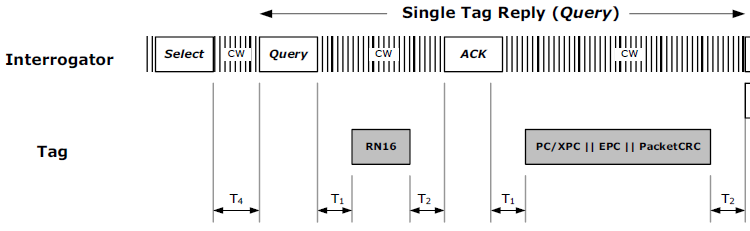 Single Tag Reply (Query)
Interrogator
Select CW Query CW ACK CW
Tag
RN16 PC/XPC || EPC || PacketCRC
T4 T1 T2 T1 T2